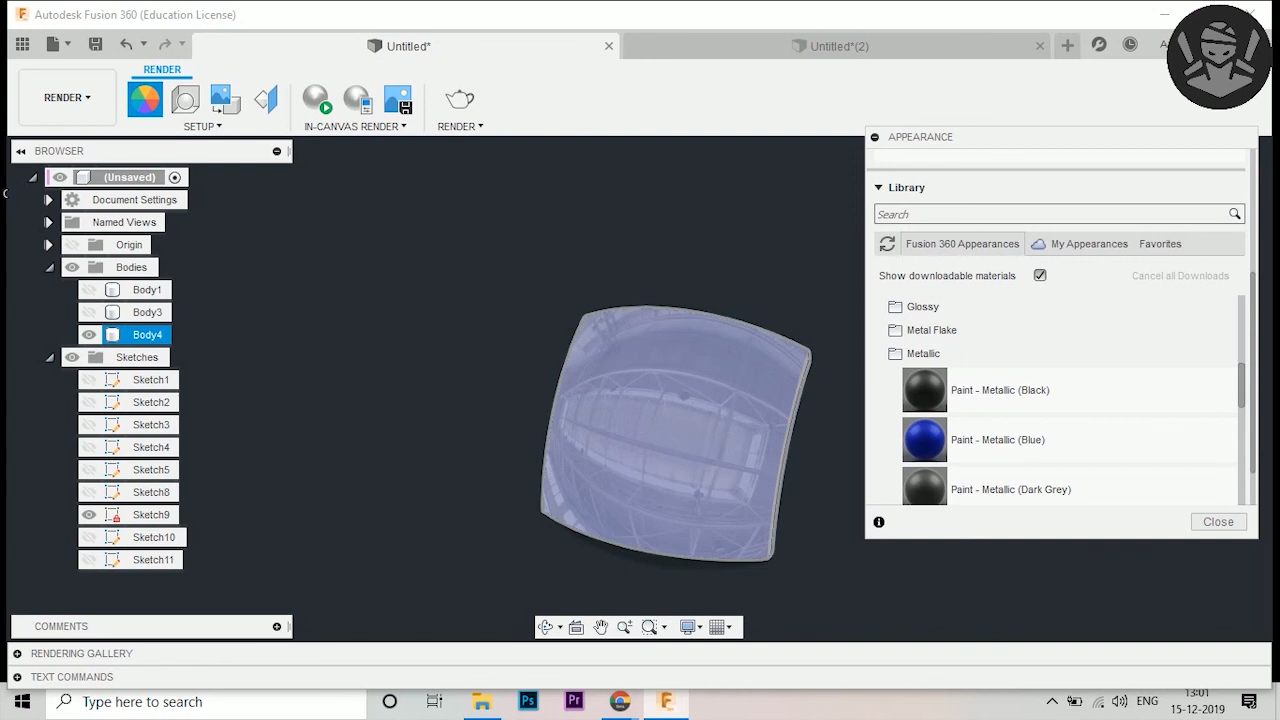 Autodesk Fusion 360 (Education License)
Untitled*
Untitled*(2)
RENDER
RENDER
SETUP
IN-CANVAS RENDER
RENDER
BROWSER
(Unsaved)
Document Settings
Named Views
Origin
Bodies
Body1
Body3
Body4
Sketches
Sketch1
Sketch2
Sketch3
Sketch4
Sketch5
Sketch8
Sketch9
Sketch10
Sketch11
COMMENTS
RENDERING GALLERY
TEXT COMMANDS
APPEARANCE
Library
Search
Fusion 360 Appearances My Appearances Favorites
Show downloadable materials Cancel all Downloads
Glossy
Metal Flake
Metallic
Paint - Metallic (Black)
Paint - Metallic (Blue)
Paint - Metallic (Dark Grey)
Close
Type here to search
Ps
Pr
F
ENG
13:01
15-12-2019